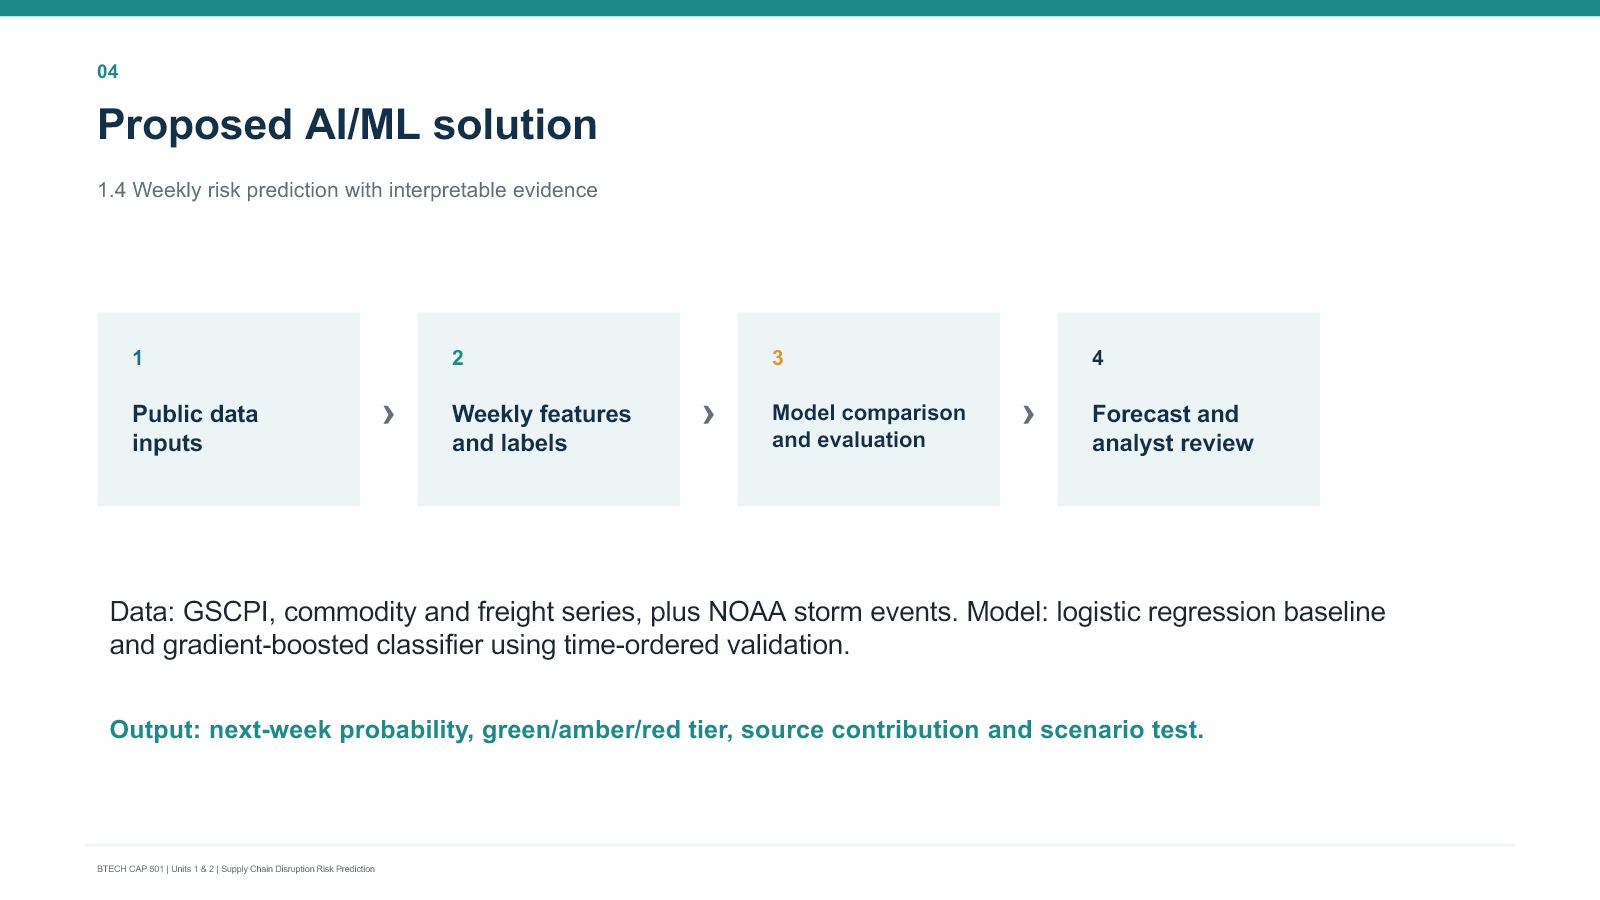 04
Proposed AI/ML solution
1.4 Weekly risk prediction with interpretable evidence
1
Public data
inputs
›
2
Weekly features
and labels
›
3
Model comparison
and evaluation
›
4
Forecast and
analyst review
Data: GSCPI, commodity and freight series, plus NOAA storm events. Model: logistic regression baseline
and gradient-boosted classifier using time-ordered validation.
Output: next-week probability, green/amber/red tier, source contribution and scenario test.
BTECH CAP 501 | Units 1 & 2 | Supply Chain Disruption Risk Prediction